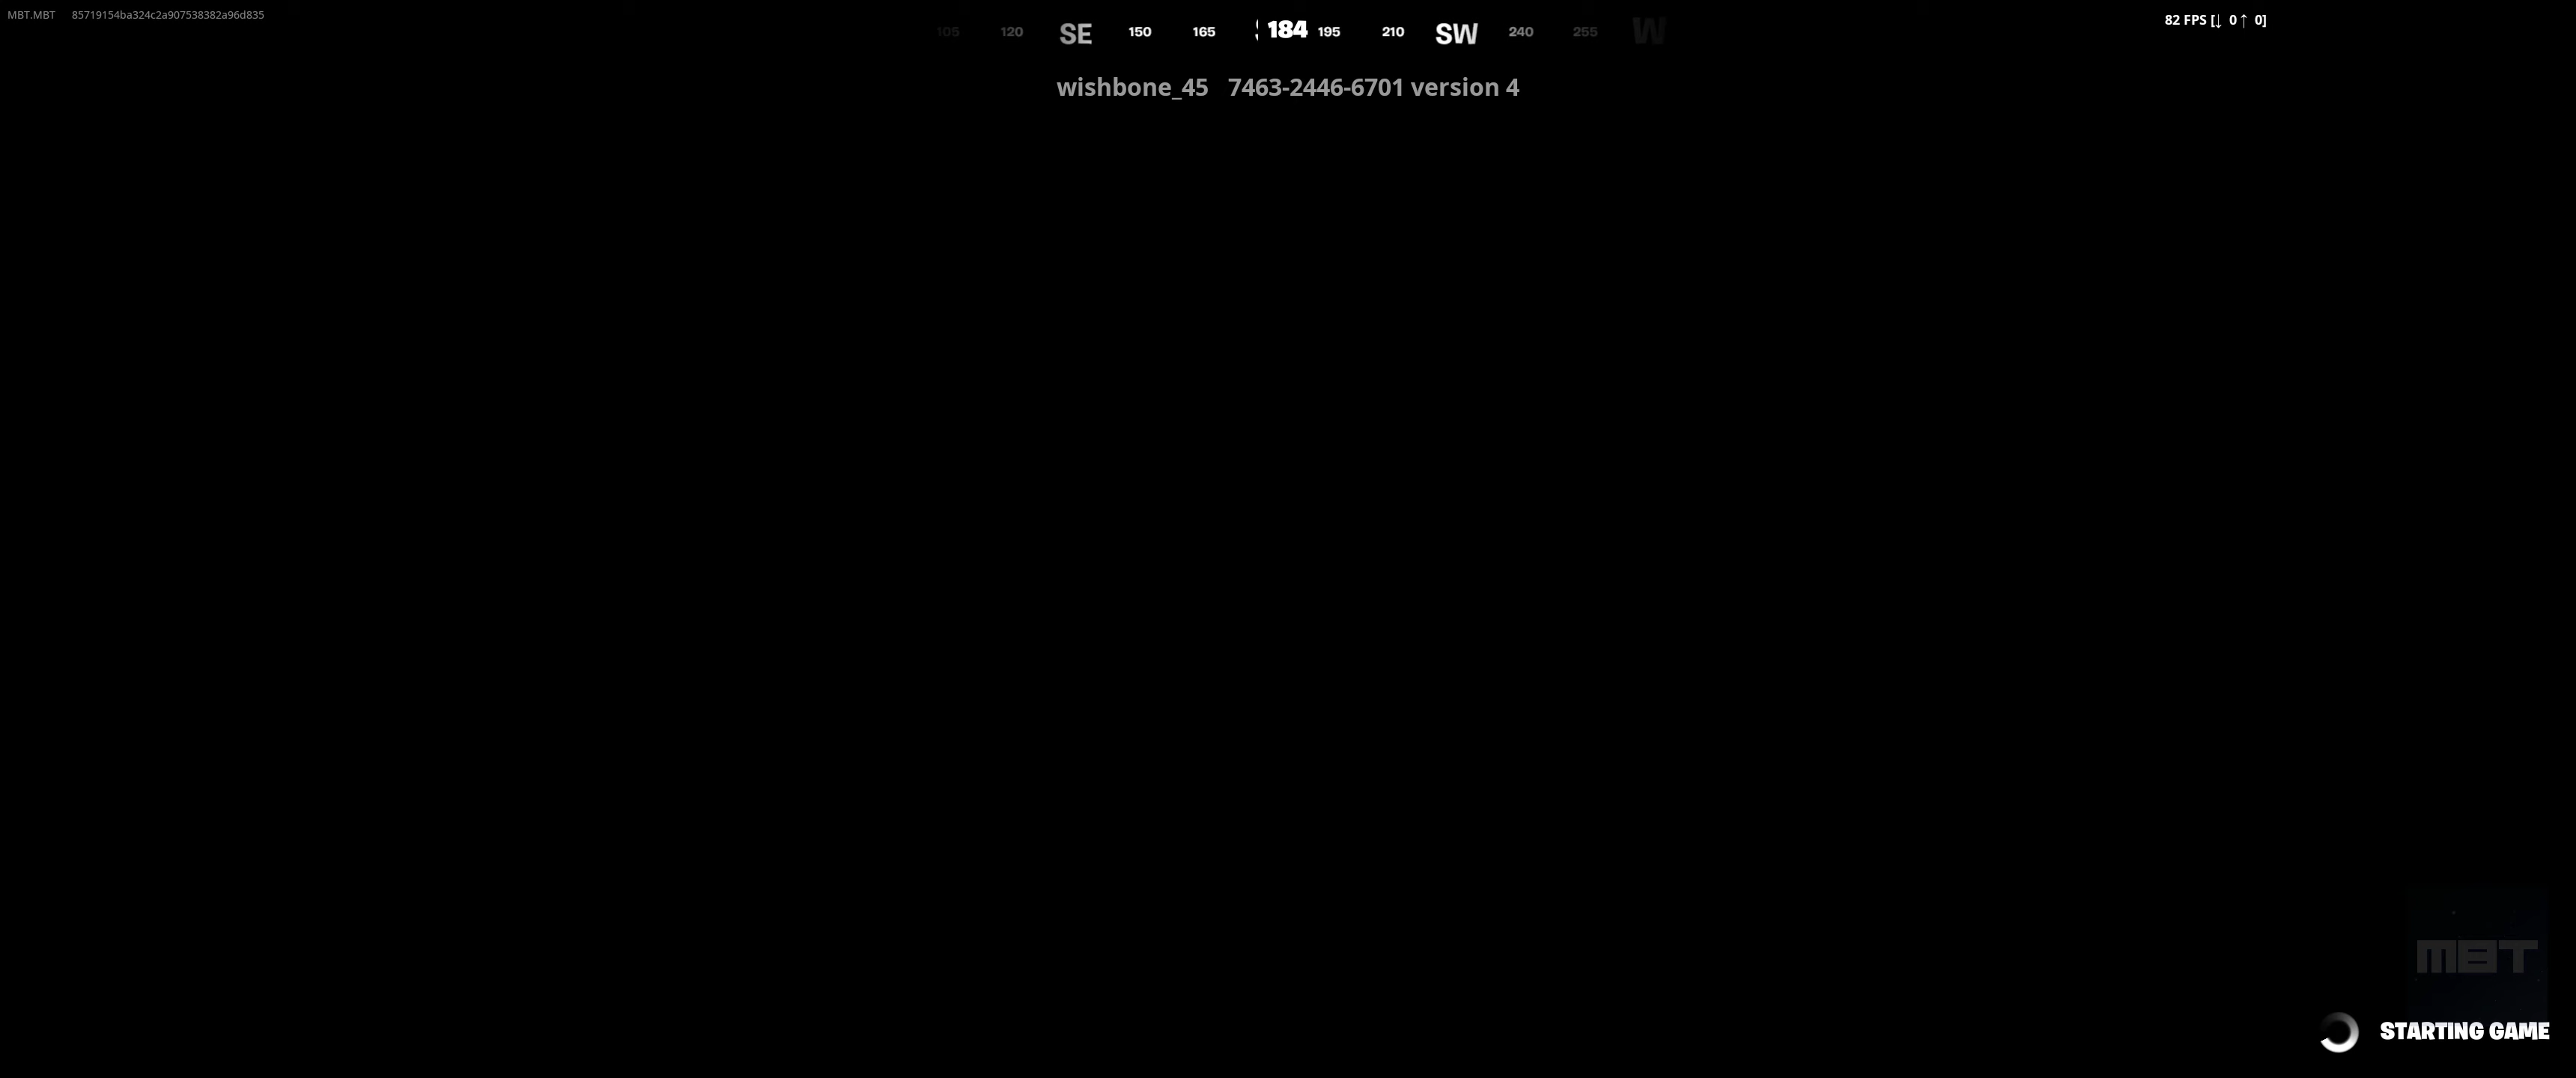 MBT.MBT 85719154ba324c2a907538382a96d835
105 120 SE 150 165 184 195 210 SW 240 255 W
82 FPS [↓ 0 ↑ 0]
wishbone_45 7463-2446-6701 version 4
MBT
STARTING GAME